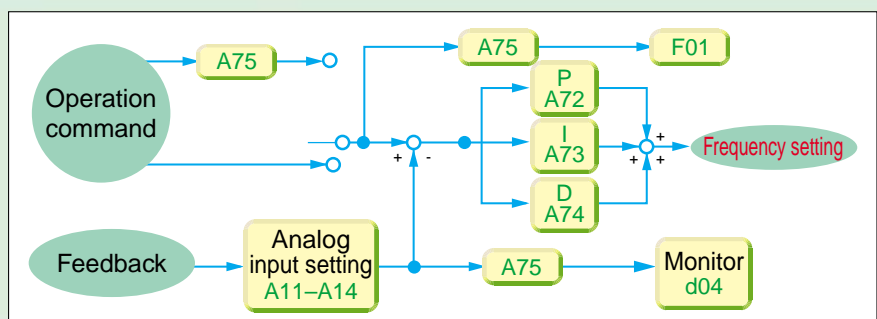 A75
A75
F01
Operation
command
P
A72
I
A73
D
A74
+
-
+
+
+
Frequency setting
Feedback
Analog
input setting
A11–A14
A75
Monitor
d04